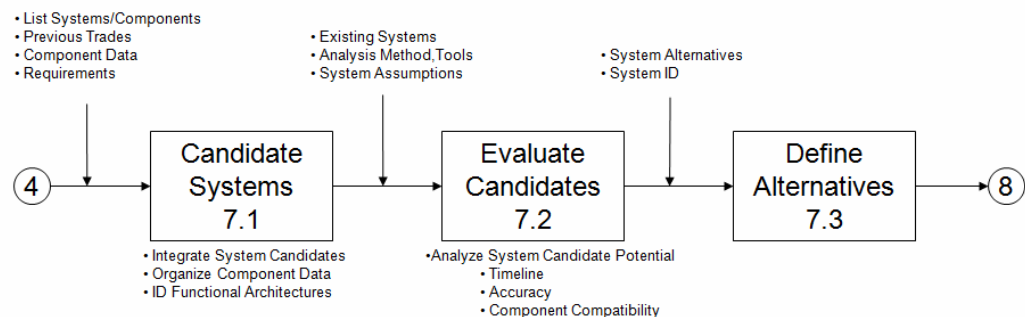 • List Systems/Components
• Previous Trades
• Component Data
• Requirements
• Existing Systems
• Analysis Method,Tools
• System Assumptions
• System Alternatives
• System ID
4
Candidate
Systems
7.1
Evaluate
Candidates
7.2
Define
Alternatives
7.3
8
• Integrate System Candidates
• Organize Component Data
• ID Functional Architectures
•Analyze System Candidate Potential
• Timeline
• Accuracy
• Component Compatibility